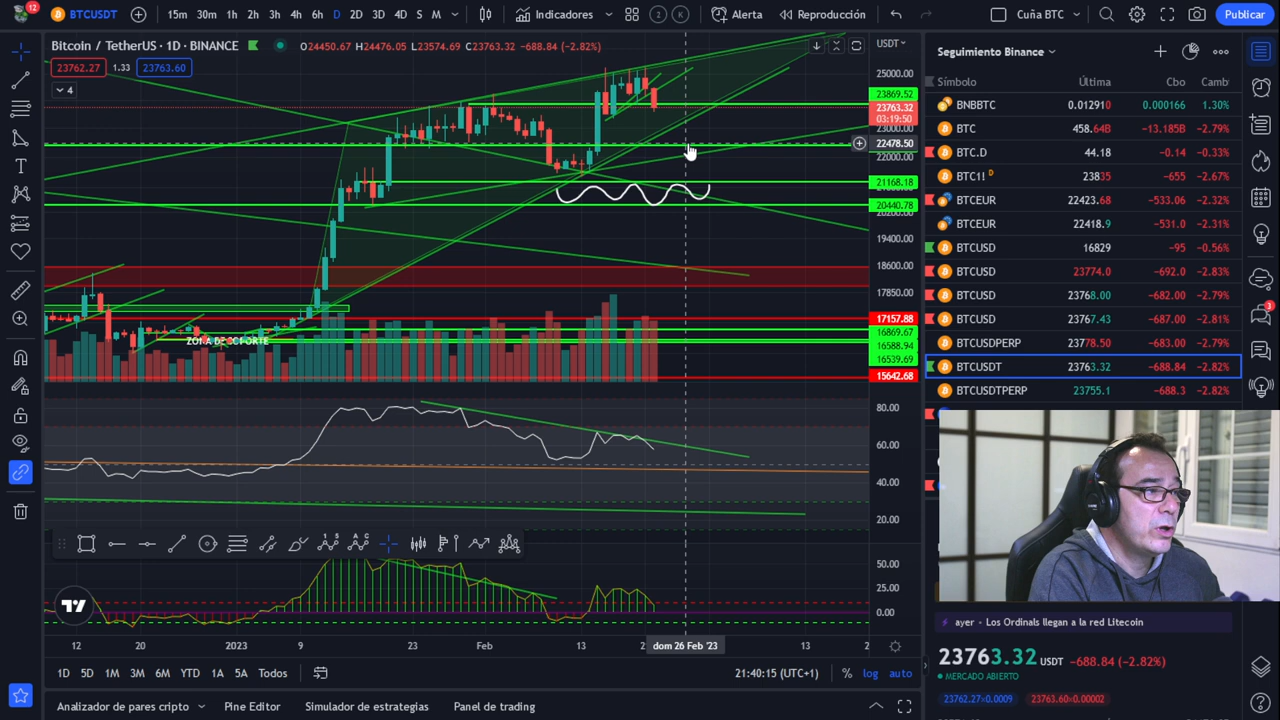 12
BTCUSDT
15m 30m 1h 2h 3h 4h 6h D 2D 3D 4D S M
Indicadores
2 K
Alerta
Reproducción
Cuña BTC
Publicar
Bitcoin / TetherUS · 1D · BINANCE
O24450.67 H24476.05 L23574.69 C23763.32 -688.84 (-2.82%)
USDT
23762.27 1.33 23763.60
4
25000.00
23869.52
23763.32
03:19:50
23000.00
22478.50
22000.00
21168.18
20440.78
20200.00
19400.00
18600.00
17850.00
17157.88
16869.67
16588.94
16539.69
15642.68
80.00
60.00
40.00
20.00
50.00
25.00
0.00
12 20 2023 9 23 Feb 13 dom 26 Feb '23 13 2
1D 5D 1M 3M 6M YTD 1A 5A Todos
21:40:15 (UTC+1)
% log auto
Analizador de pares cripto Pine Editor Simulador de estrategias Panel de trading
Seguimiento Binance
Símbolo Última Cbo Camb
BNBBTC 0.012910 0.000166 1.30%
BTC 458.64B -13.185B -2.79%
BTC.D 44.18 -0.14 -0.33%
BTC1! D 23835 -655 -2.67%
BTCEUR 22423.68 -533.06 -2.32%
BTCEUR 22418.9 -531.0 -2.31%
BTCUSD 16829 -95 -0.56%
BTCUSD 23774.0 -692.0 -2.83%
BTCUSD 23768.00 -682.00 -2.79%
BTCUSD 23767.43 -687.00 -2.81%
BTCUSDPERP 23778.50 -683.00 -2.79%
BTCUSDT 23763.32 -688.84 -2.82%
BTCUSDTPERP 23755.1 -688.3 -2.82%
3
ayer · Los Ordinals llegan a la red Litecoin
23763.32 USDT -688.84 (-2.82%)
MERCADO ABIERTO
23762.27×0.0009 23763.60×0.00002